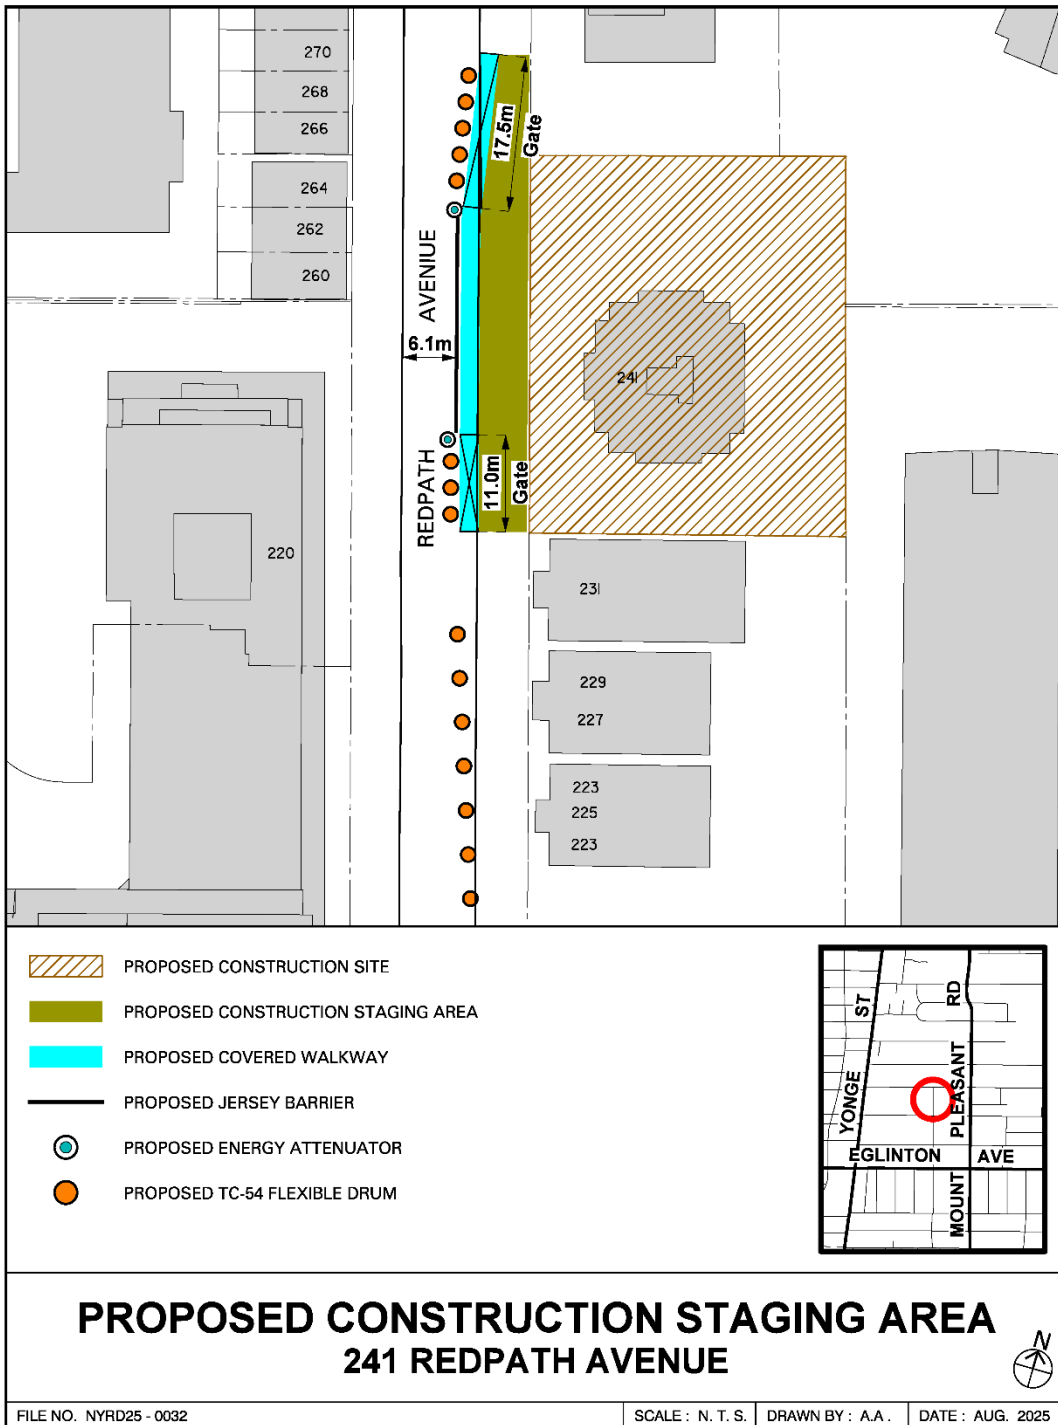 270
268
266
264
262
260
17.5m
Gate
REDPATH AVENIUE
6.1m
241
11.0m
Gate
220
231
229
227
223
225
223
PROPOSED CONSTRUCTION SITE
PROPOSED CONSTRUCTION STAGING AREA
PROPOSED COVERED WALKWAY
PROPOSED JERSEY BARRIER
PROPOSED ENERGY ATTENUATOR
PROPOSED TC-54 FLEXIBLE DRUM
YONGE ST
MOUNT PLEASANT RD
EGLINTON AVE
PROPOSED CONSTRUCTION STAGING AREA
241 REDPATH AVENUE
N
FILE NO. NYRD25 - 0032
SCALE : N. T. S.
DRAWN BY : A.A .
DATE : AUG. 2025